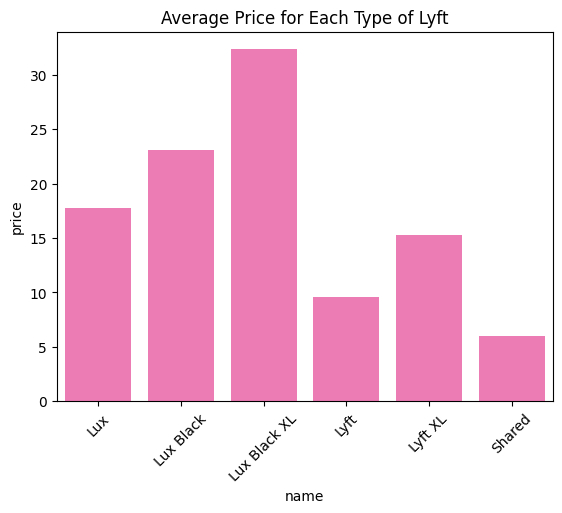 Average Price for Each Type of Lyft
price
30
25
20
15
10
5
0
Lux
Lux Black
Lux Black XL
Lyft
Lyft XL
Shared
name